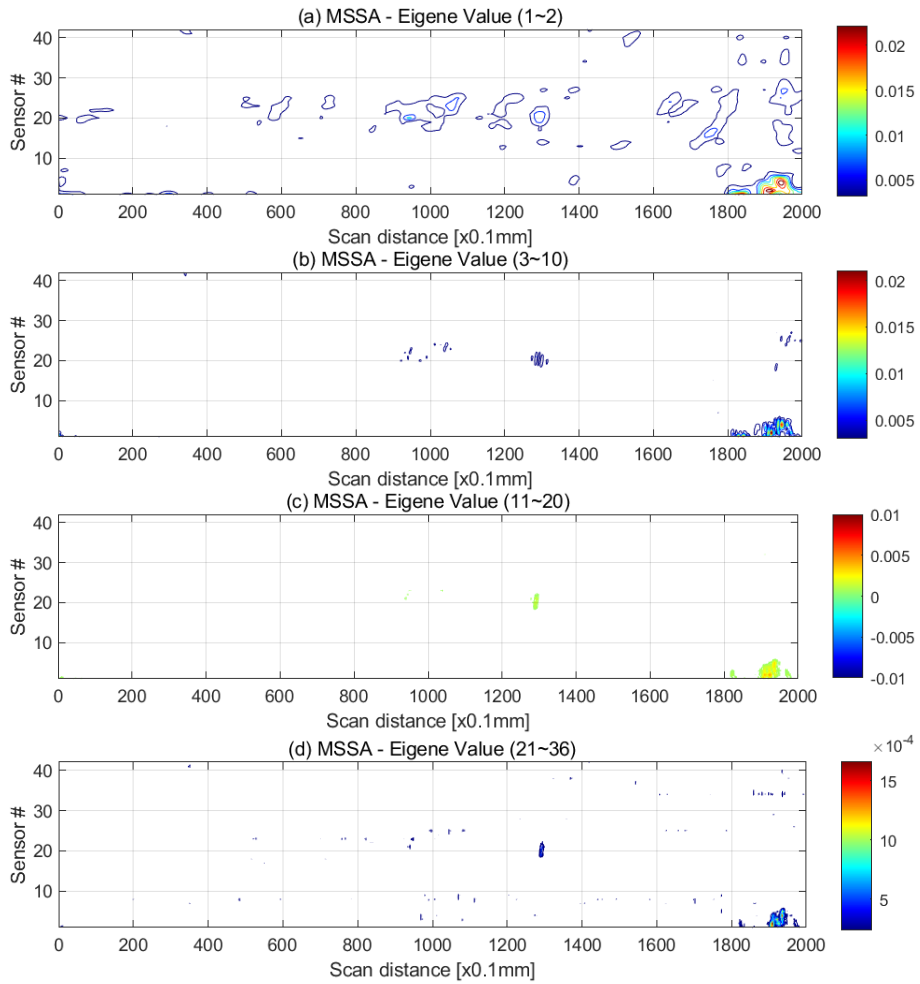 (a) MSSA - Eigene Value (1~2)
40
30
20
10
Sensor #
0 200 400 600 800 1000 1200 1400 1600 1800 2000
Scan distance [x0.1mm]
0.02
0.015
0.01
0.005
(b) MSSA - Eigene Value (3~10)
40
30
20
10
Sensor #
0 200 400 600 800 1000 1200 1400 1600 1800 2000
Scan distance [x0.1mm]
0.02
0.015
0.01
0.005
(c) MSSA - Eigene Value (11~20)
40
30
20
10
Sensor #
0 200 400 600 800 1000 1200 1400 1600 1800 2000
Scan distance [x0.1mm]
0.01
0.005
0
-0.005
-0.01
(d) MSSA - Eigene Value (21~36)
40
30
20
10
Sensor #
0 200 400 600 800 1000 1200 1400 1600 1800 2000
Scan distance [x0.1mm]
×10⁻⁴
15
10
5